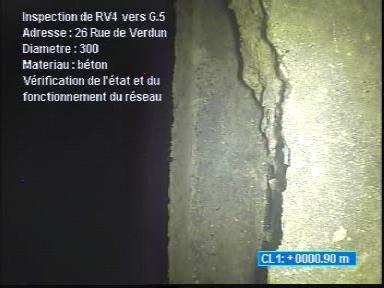 Inspection de RV4 vers G.5
Adresse : 26 Rue de Verdun
Diametre : 300
Materiau : béton
Vérification de l'état et du
fonctionnement du réseau
CL1: +0000.90 m